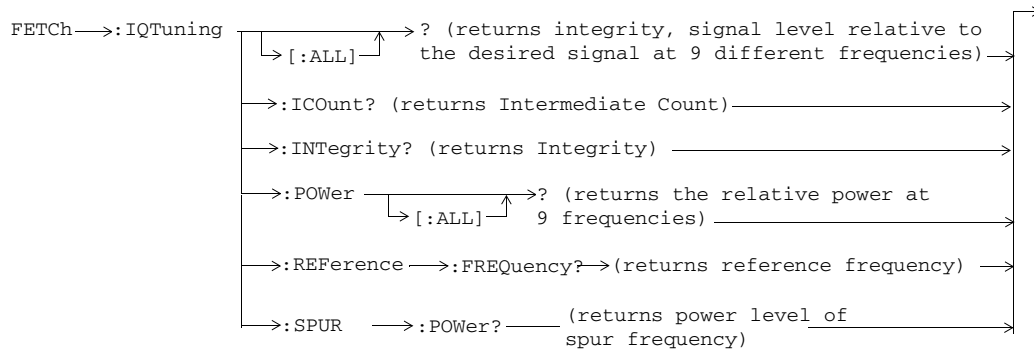 FETCh :IQTuning ? (returns integrity, signal level relative to
[:ALL] the desired signal at 9 different frequencies)
:ICOunt? (returns Intermediate Count)
:INTegrity? (returns Integrity)
:POWer ? (returns the relative power at
[:ALL] 9 frequencies)
:REFerence :FREQuency? (returns reference frequency)
:SPUR :POWer? (returns power level of
spur frequency)